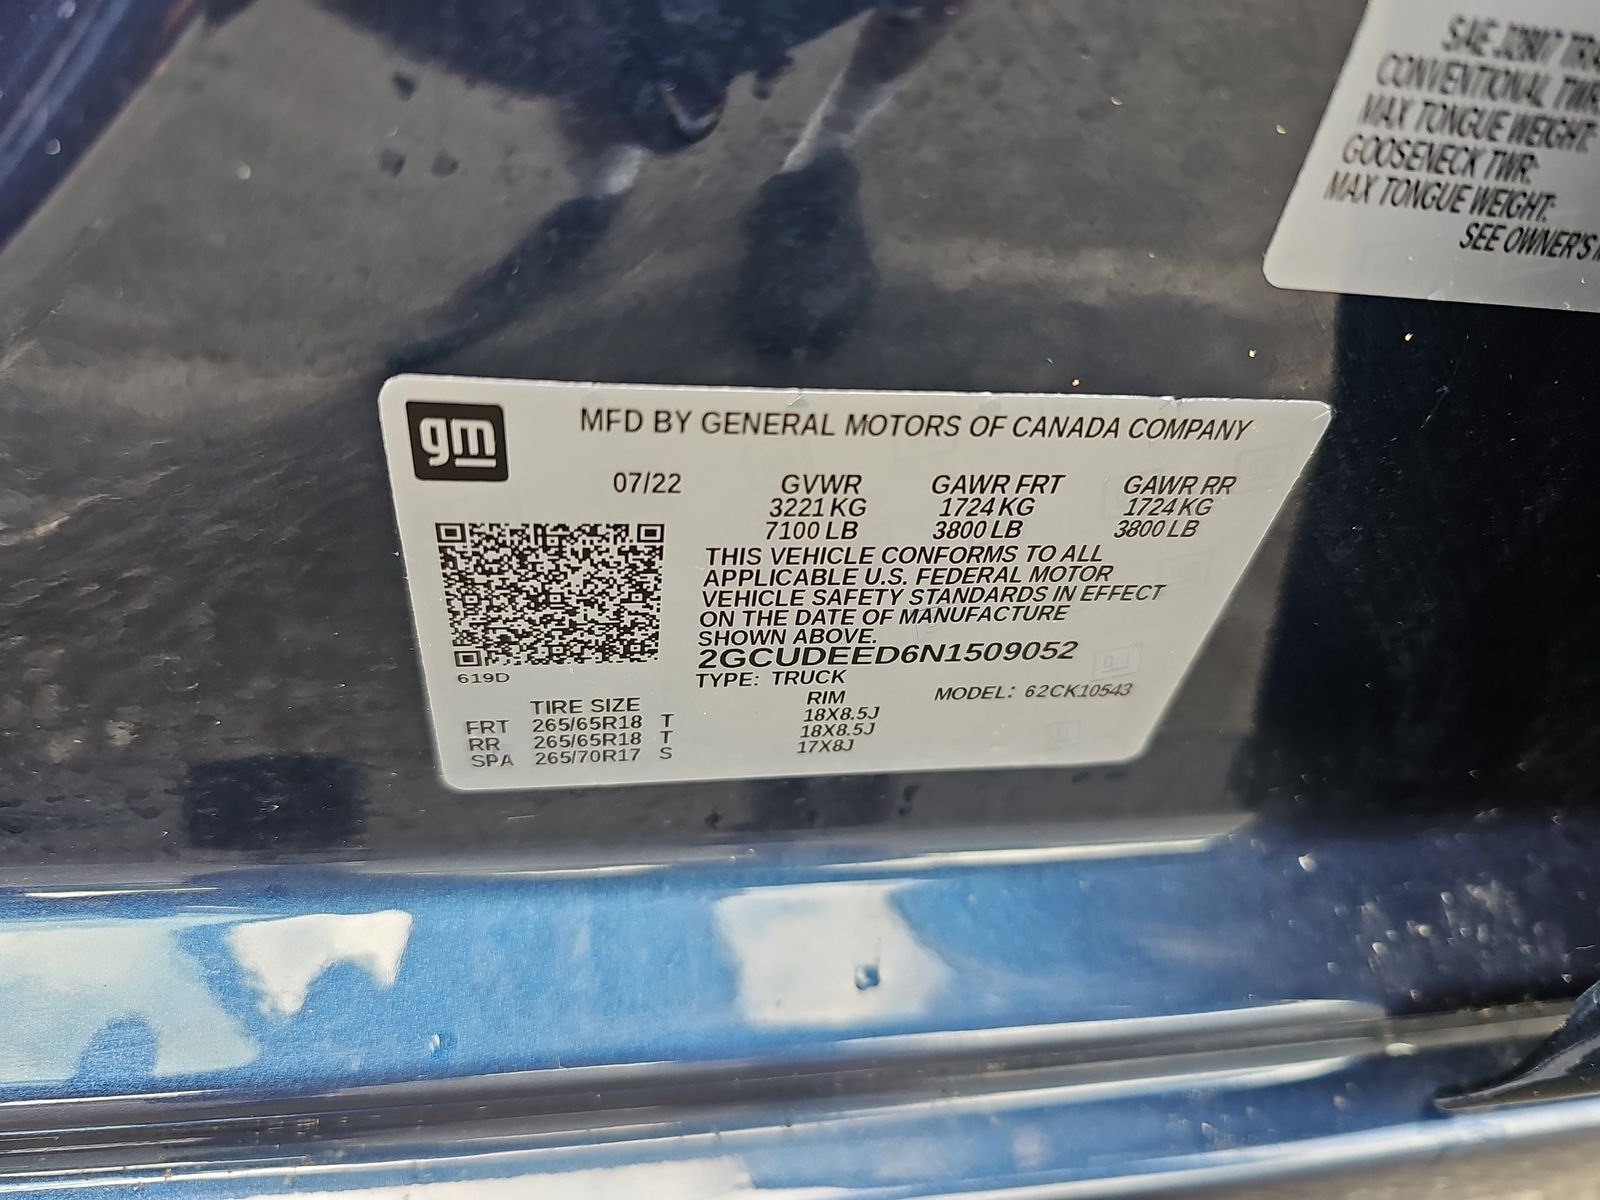 SAE J2807 TRA
CONVENTIONAL TWR
MAX TONGUE WEIGHT:
GOOSENECK TWR:
MAX TONGUE WEIGHT:
SEE OWNER'S
gm
MFD BY GENERAL MOTORS OF CANADA COMPANY
07/22 GVWR GAWR FRT GAWR RR
3221 KG 1724 KG 1724 KG
7100 LB 3800 LB 3800 LB
THIS VEHICLE CONFORMS TO ALL
APPLICABLE U.S. FEDERAL MOTOR
VEHICLE SAFETY STANDARDS IN EFFECT
ON THE DATE OF MANUFACTURE
SHOWN ABOVE.
2GCUDEED6N1509052
619D
TYPE: TRUCK MODEL: 62CK10543
TIRE SIZE RIM
FRT 265/65R18 T 18X8.5J
RR 265/65R18 T 18X8.5J
SPA 265/70R17 S 17X8J